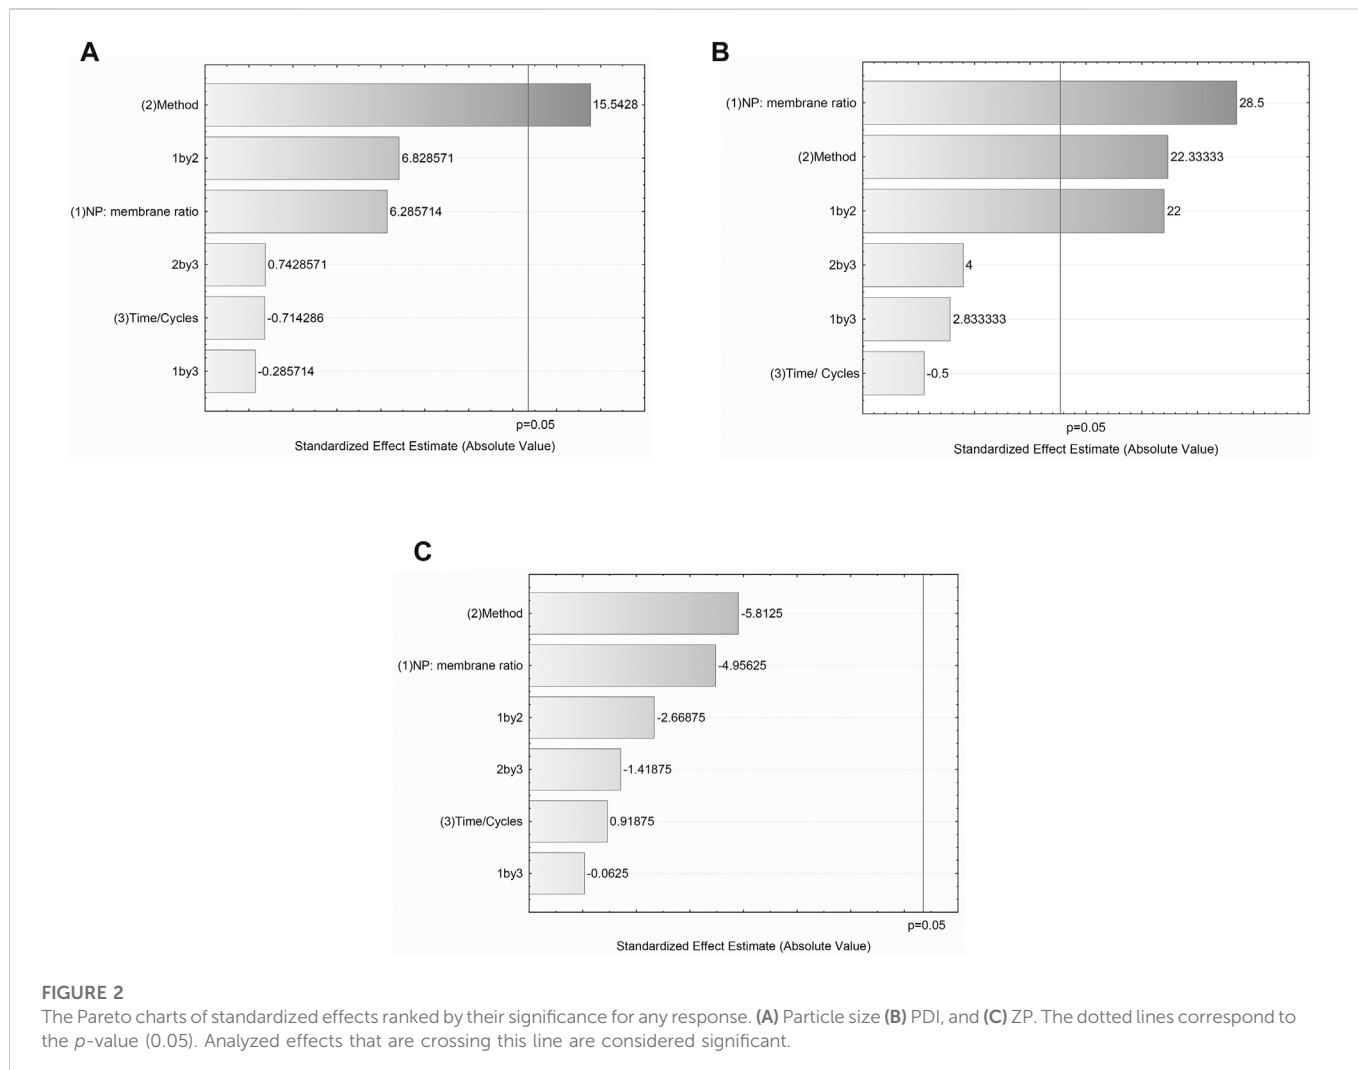 A
(2)Method
15.5428
1by2
6.828571
(1)NP: membrane ratio
6.285714
2by3
0.7428571
(3)Time/Cycles
-0.714286
1by3
-0.285714
p=0.05
Standardized Effect Estimate (Absolute Value)
B
(1)NP: membrane ratio
28.5
(2)Method
22.33333
1by2
22
2by3
4
1by3
2.833333
(3)Time/ Cycles
-0.5
p=0.05
Standardized Effect Estimate (Absolute Value)
C
(2)Method
-5.8125
(1)NP: membrane ratio
-4.95625
1by2
-2.66875
2by3
-1.41875
(3)Time/Cycles
0.91875
1by3
-0.0625
p=0.05
Standardized Effect Estimate (Absolute Value)
FIGURE 2
The Pareto charts of standardized effects ranked by their significance for any response. (A) Particle size (B) PDI, and (C) ZP. The dotted lines correspond to
the p-value (0.05). Analyzed effects that are crossing this line are considered significant.